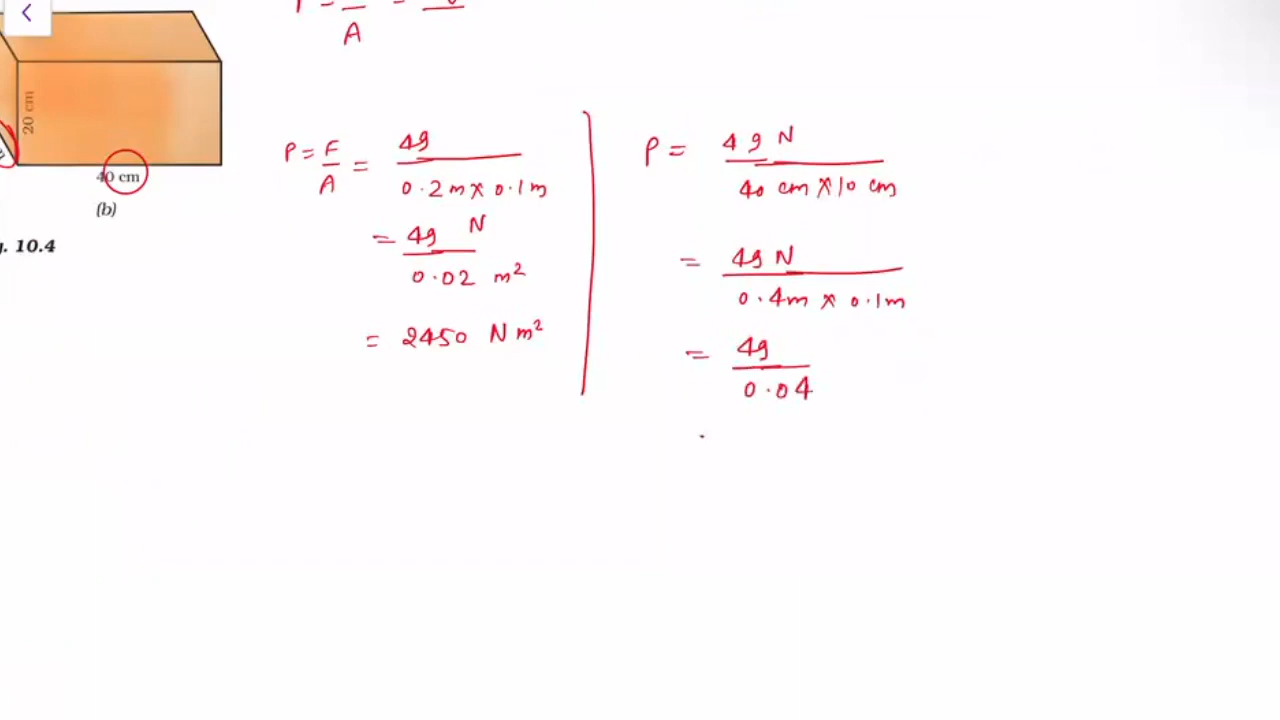 A
20 cm
40 cm
(b)
. 10.4
P = F/A = 49 / 0.2 m x 0.1 m
= 49 N / 0.02 m²
= 2450 N m²
P = 49 N / 40 cm x 10 cm
= 49 N / 0.4 m x 0.1 m
= 49 / 0.04